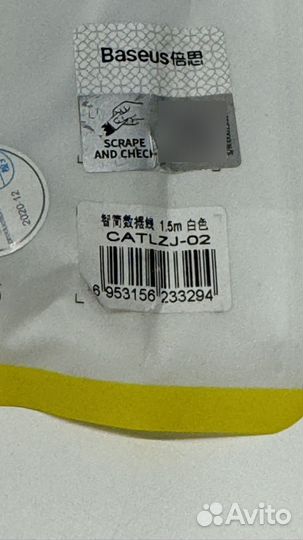 Baseus倍思
SCRAPE
AND CHECK
2020.12
智简数据线 1.5m 白色
CATLZJ-02
6 953156 233294
Avito